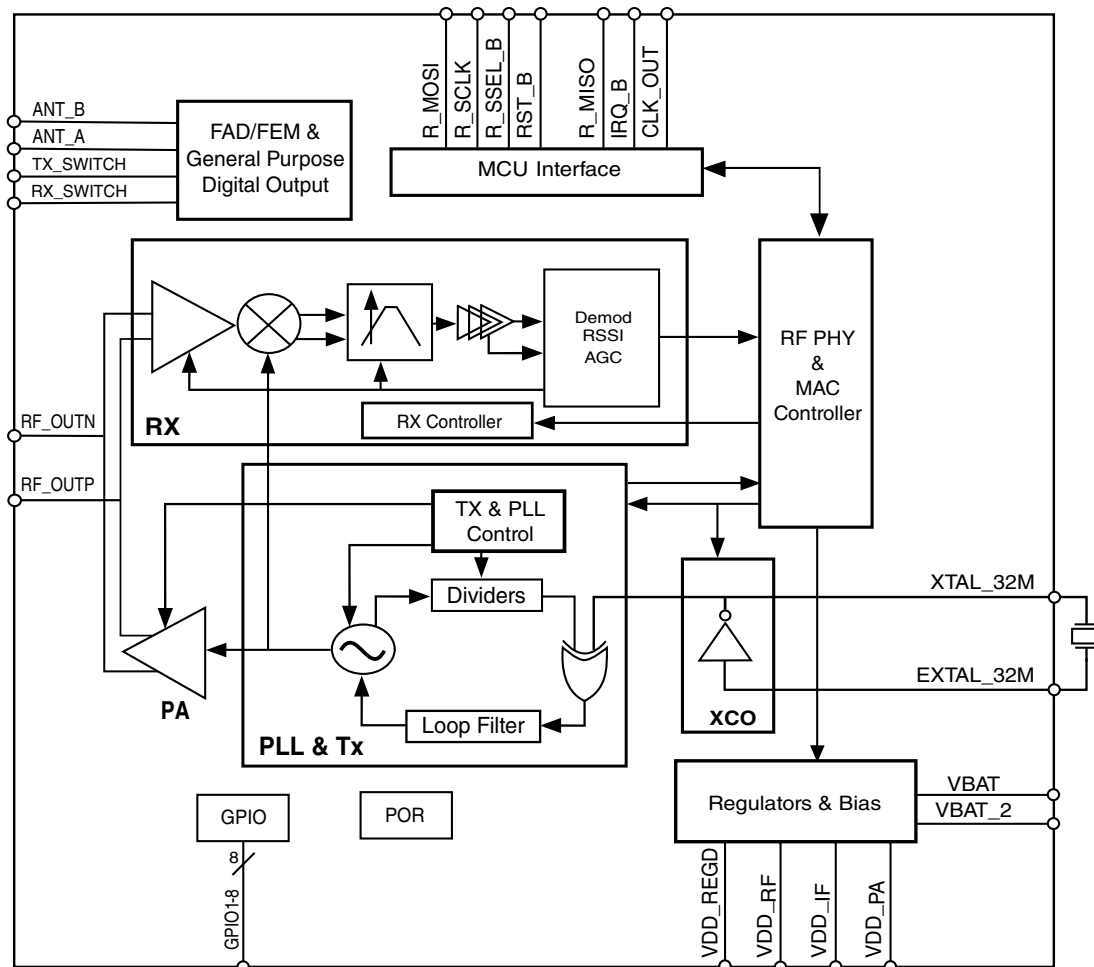 R_MOSI
R_SCLK
R_SSEL_B
RST_B
R_MISO
IRQ_B
CLK_OUT
ANT_B
ANT_A
TX_SWITCH
RX_SWITCH
FAD/FEM &
General Purpose
Digital Output
MCU Interface
Demod
RSSI
AGC
RF PHY
&
MAC
Controller
RX Controller
RX
RF_OUTN
RF_OUTP
TX & PLL
Control
Dividers
Loop Filter
PLL & Tx
PA
XCO
XTAL_32M
EXTAL_32M
Regulators & Bias
VBAT
VBAT_2
GPIO
POR
8
GPIO1-8
VDD_REGD
VDD_RF
VDD_IF
VDD_PA